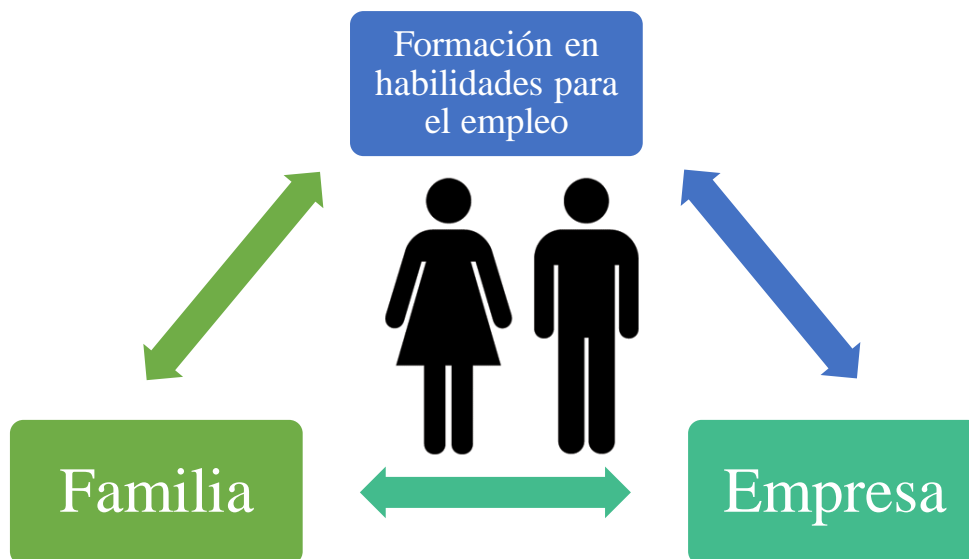 Formación en
habilidades para
el empleo
Familia
Empresa